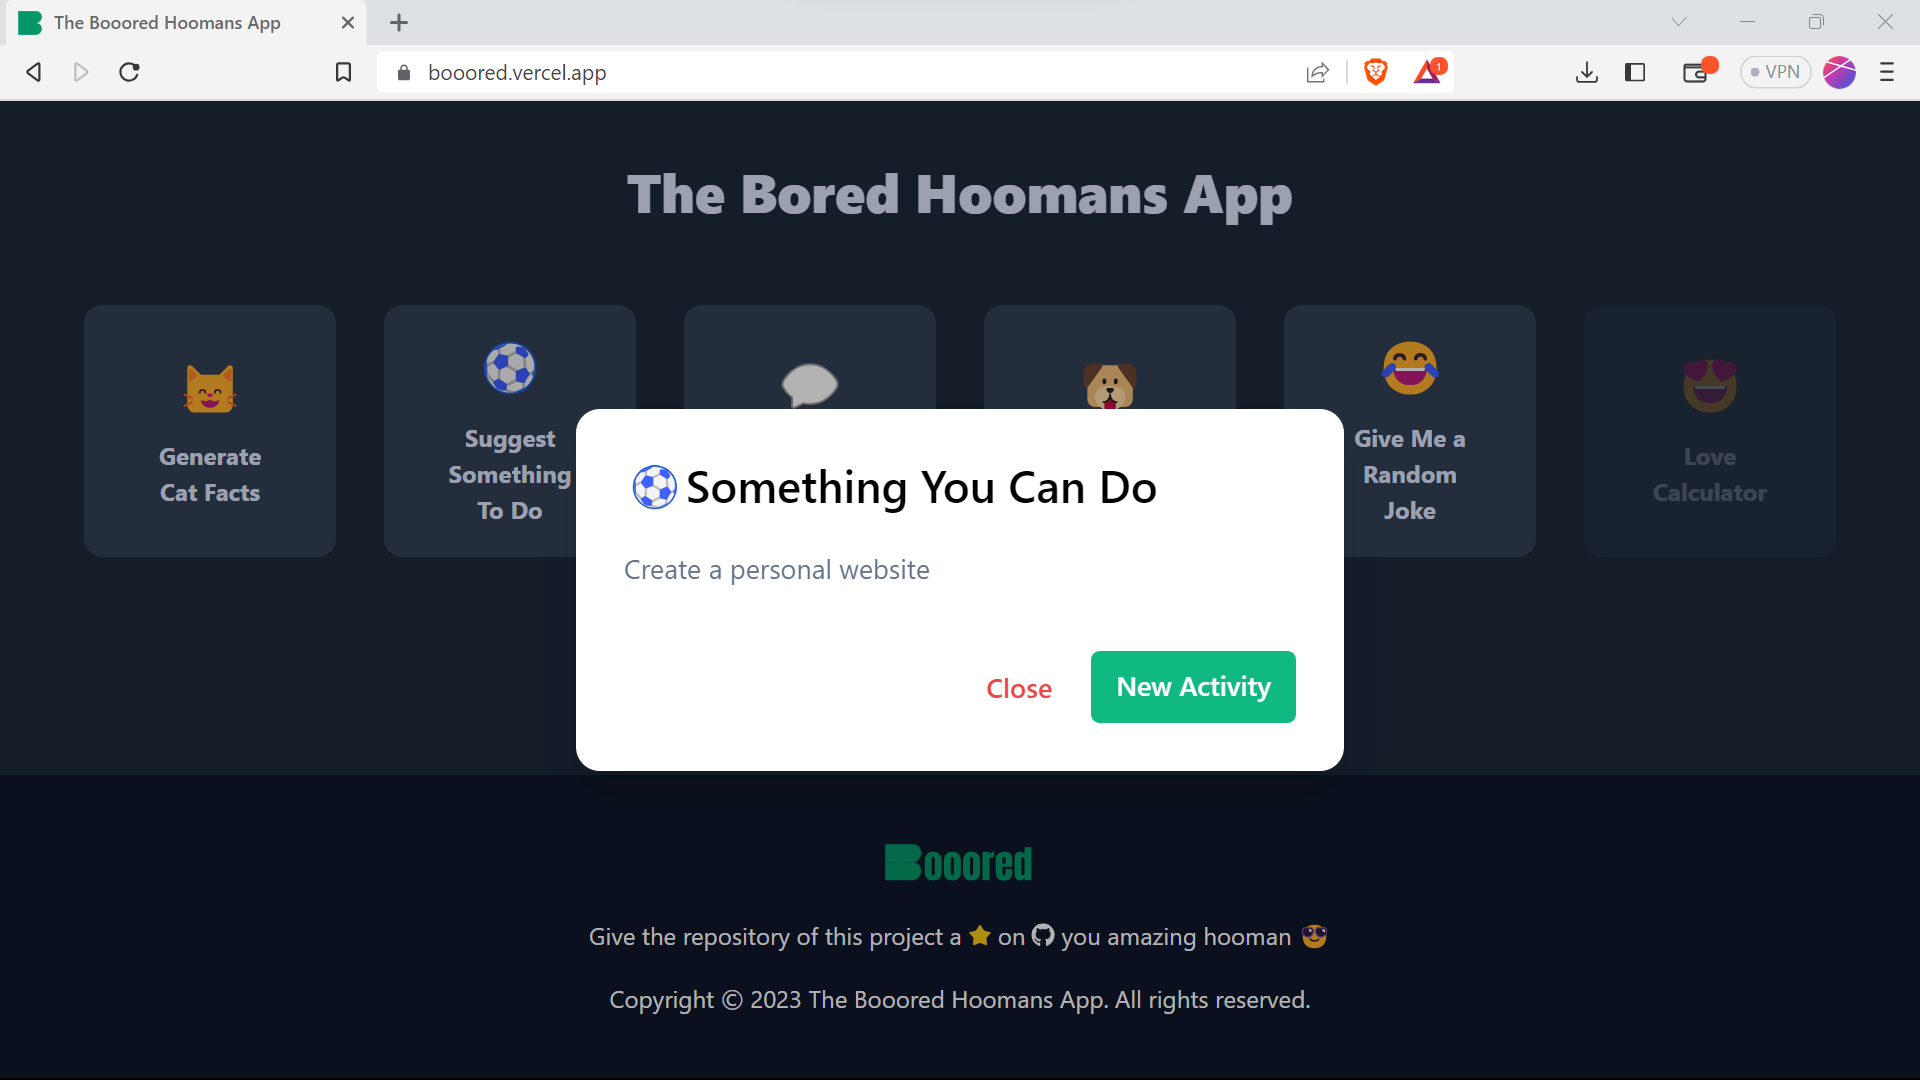 The Booored Hoomans App
booored.vercel.app
1
VPN
The Bored Hoomans App
Generate
Cat Facts
Suggest
Something
To Do
Give Me a
Random
Joke
Love
Calculator
Something You Can Do
Create a personal website
Close
New Activity
Booored
Give the repository of this project a on you amazing hooman
Copyright © 2023 The Booored Hoomans App. All rights reserved.